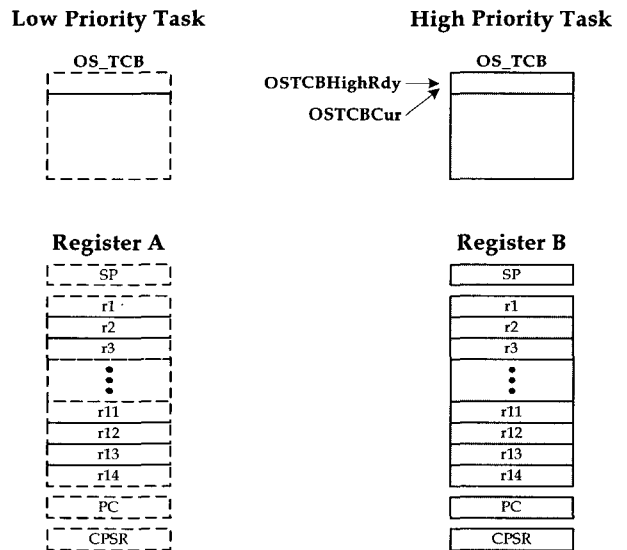 Low Priority Task
High Priority Task
OS_TCB
OS_TCB
OSTCBHighRdy
OSTCBCur
Register A
Register B
SP
SP
r1
r1
r2
r2
r3
r3
r11
r11
r12
r12
r13
r13
r14
r14
PC
PC
CPSR
CPSR